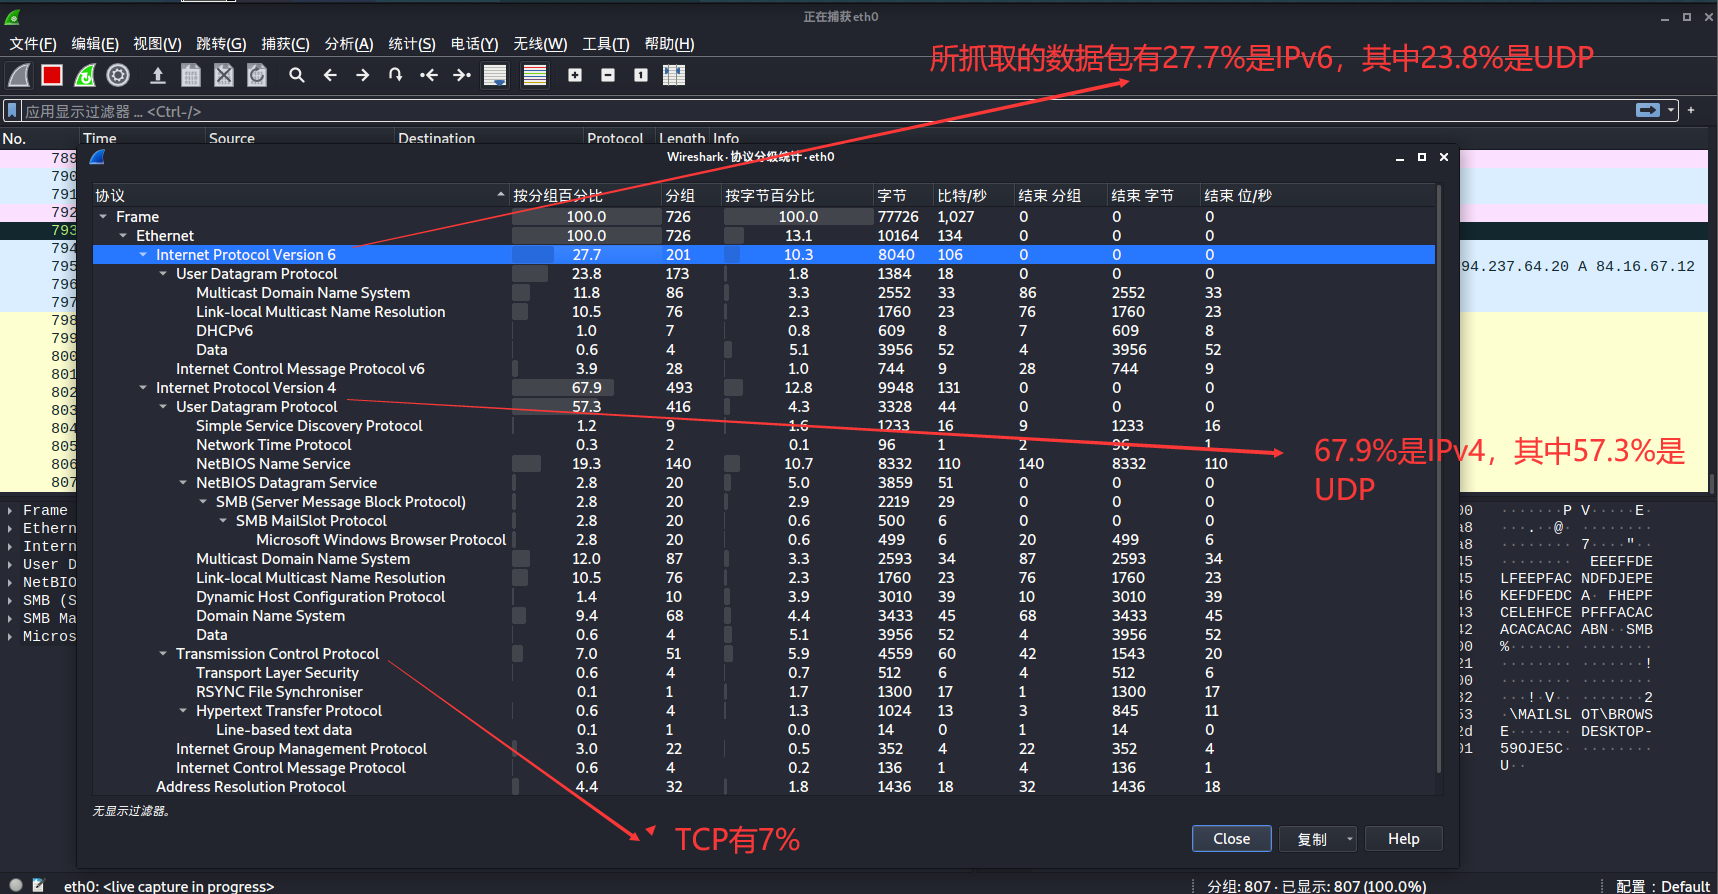 正在捕获 eth0
文件(F) 编辑(E) 视图(V) 跳转(G) 捕获(C) 分析(A) 统计(S) 电话(Y) 无线(W) 工具(T) 帮助(H)
所抓取的数据包有27.7%是IPv6，其中23.8%是UDP
应用显示过滤器 … <Ctrl-/>
No. Time Source Destination Protocol Length Info
789
790
791
792
793
794
795 94.237.64.20 A 84.16.67.12
796
797
798
799
800
801
802
803
804
805
806
807
Wireshark · 协议分级统计 · eth0
协议 按分组百分比 分组 按字节百分比 字节 比特/秒 结束 分组 结束 字节 结束 位/秒
Frame 100.0 726 100.0 77726 1,027 0 0 0
Ethernet 100.0 726 13.1 10164 134 0 0 0
Internet Protocol Version 6 27.7 201 10.3 8040 106 0 0 0
User Datagram Protocol 23.8 173 1.8 1384 18 0 0 0
Multicast Domain Name System 11.8 86 3.3 2552 33 86 2552 33
Link-local Multicast Name Resolution 10.5 76 2.3 1760 23 76 1760 23
DHCPv6 1.0 7 0.8 609 8 7 609 8
Data 0.6 4 5.1 3956 52 4 3956 52
Internet Control Message Protocol v6 3.9 28 1.0 744 9 28 744 9
Internet Protocol Version 4 67.9 493 12.8 9948 131 0 0 0
User Datagram Protocol 57.3 416 4.3 3328 44 0 0 0
Simple Service Discovery Protocol 1.2 9 1.6 1233 16 9 1233 16
Network Time Protocol 0.3 2 0.1 96 1 2 96 1
NetBIOS Name Service 19.3 140 10.7 8332 110 140 8332 110
NetBIOS Datagram Service 2.8 20 5.0 3859 51 0 0 0
SMB (Server Message Block Protocol) 2.8 20 2.9 2219 29 0 0 0
SMB MailSlot Protocol 2.8 20 0.6 500 6 0 0 0
Microsoft Windows Browser Protocol 2.8 20 0.6 499 6 20 499 6
Multicast Domain Name System 12.0 87 3.3 2593 34 87 2593 34
Link-local Multicast Name Resolution 10.5 76 2.3 1760 23 76 1760 23
Dynamic Host Configuration Protocol 1.4 10 3.9 3010 39 10 3010 39
Domain Name System 9.4 68 4.4 3433 45 68 3433 45
Data 0.6 4 5.1 3956 52 4 3956 52
Transmission Control Protocol 7.0 51 5.9 4559 60 42 1543 20
Transport Layer Security 0.6 4 0.7 512 6 4 512 6
RSYNC File Synchroniser 0.1 1 1.7 1300 17 1 1300 17
Hypertext Transfer Protocol 0.6 4 1.3 1024 13 3 845 11
Line-based text data 0.1 1 0.0 14 0 1 14 0
Internet Group Management Protocol 3.0 22 0.5 352 4 22 352 4
Internet Control Message Protocol 0.6 4 0.2 136 1 4 136 1
Address Resolution Protocol 4.4 32 1.8 1436 18 32 1436 18
无显示过滤器。
67.9%是IPv4，其中57.3%是
UDP
TCP有7%
Close 复制 Help
Frame
Ethern
Intern
User D
NetBIO
SMB (S
SMB Ma
Micros
00 ·······P V·····E·
a8 ···.··@· ········
a8 ········ 7····"··
45 ········ EEEFFDE
45 LFEEPFAC NDFDJEPE
46 KEFDFEDC A· FHEPF
43 CELEHFCE PFFFACAC
42 ACACACAC ABN··SMB
00 %······· ········
21 ········ ·······!
00 ········ ········
32 ···!·V·· ·······2
53 ·\MAILSL OT\BROWS
2d E······· DESKTOP-
01 59OJE5C· ········
U··
eth0: <live capture in progress>
分组: 807 · 已显示: 807 (100.0%)
配置：Default